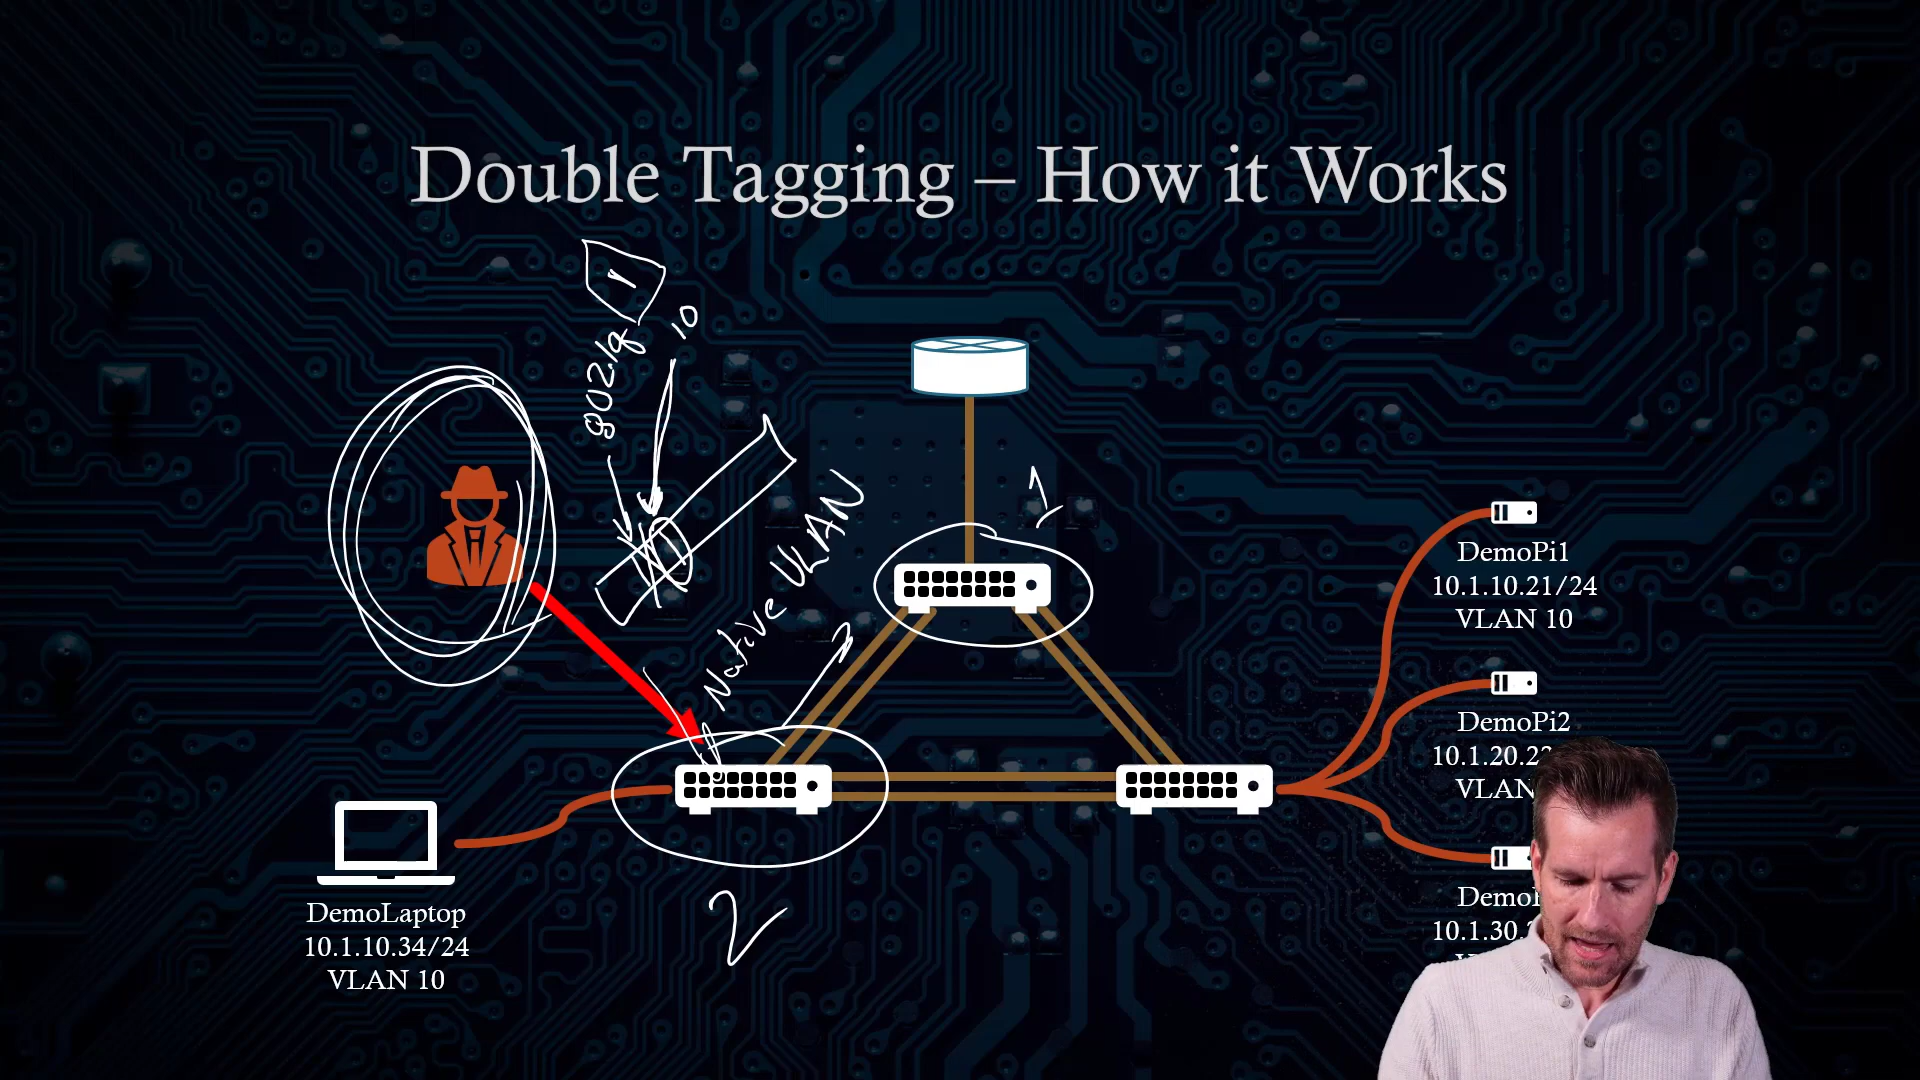 Double Tagging – How it Works
1
802.1q
10
Native VLAN
1
2
DemoPi1
10.1.10.21/24
VLAN 10
DemoPi2
VLAN
DemoLaptop
10.1.10.34/24
VLAN 10